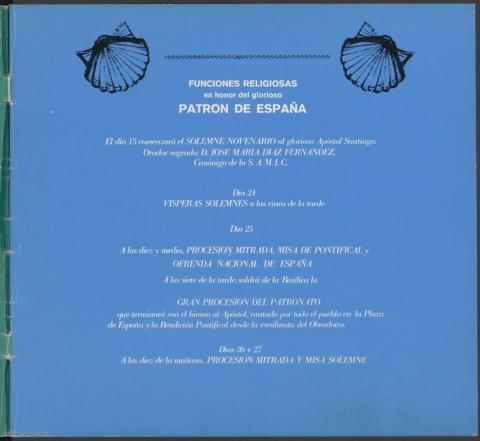 FUNCIONES RELIGIOSAS
en honor del glorioso
PATRON DE ESPAÑA
El día 15 comenzará el SOLEMNE NOVENARIO al glorioso Apóstol Santiago.
Orador sagrado: D. JOSE MARIA DIAZ FERNANDEZ,
Canónigo de la S. A. M. I. C.
Día 24
VISPERAS SOLEMNES a las cinco de la tarde
Día 25
A las diez y media, PROCESION MITRADA, MISA DE PONTIFICAL y
OFRENDA NACIONAL DE ESPAÑA
A las siete de la tarde, saldrá de la Basílica la
GRAN PROCESION DEL PATRONATO
que terminará con el himno al Apóstol, cantado por todo el pueblo en la Plaza
de España y la Bendición Pontifical desde la escalinata del Obradoiro.
Días 26 y 27
A las diez de la mañana, PROCESION MITRADA Y MISA SOLEMNE